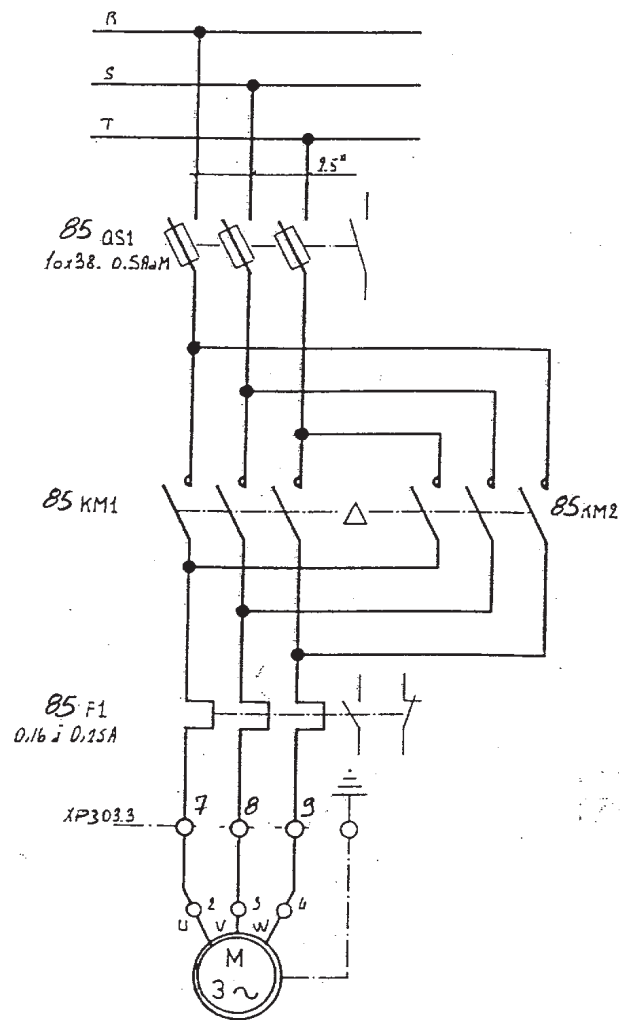 R
S
T
2.5²
85 QS1
10x38. 0.5AaM
85 KM1
85 KM2
85 F1
0,16 à 0,25A
XP303.3
7 8 9
2 3 4
U V W
M
3~